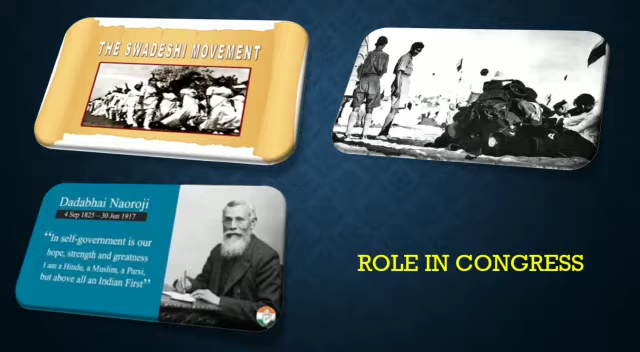 THE SWADESHI MOVEMENT
Dadabhai Naoroji
4 Sep 1825 – 30 Jun 1917
“In self-government is our
hope, strength and greatness
I am a Hindu, a Muslim, a Parsi,
but above all an Indian First”
ROLE IN CONGRESS